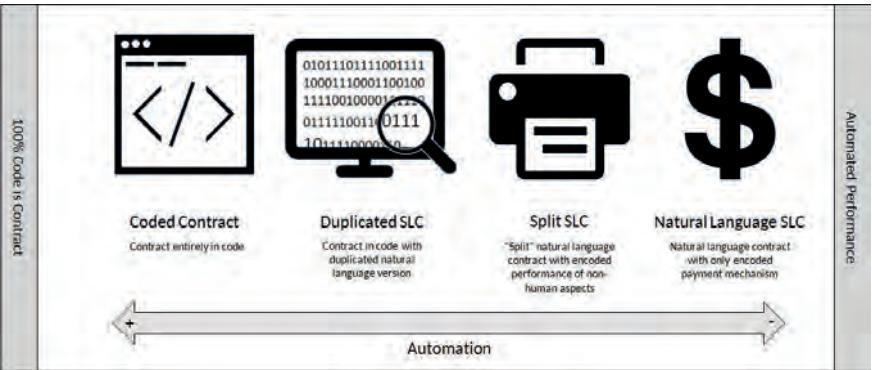 100% Code is Contract
01011101111001111
10001110001100100
0111
Coded Contract
Contract entirely in code
Duplicated SLC
Contract in code with
duplicated natural
language version
Split SLC
"Split" natural language
contract with encoded
performance of non-
human aspects
Natural Language SLC
Natural language contract
with only encoded
payment mechanism
Automated Performance
+
-
Automation